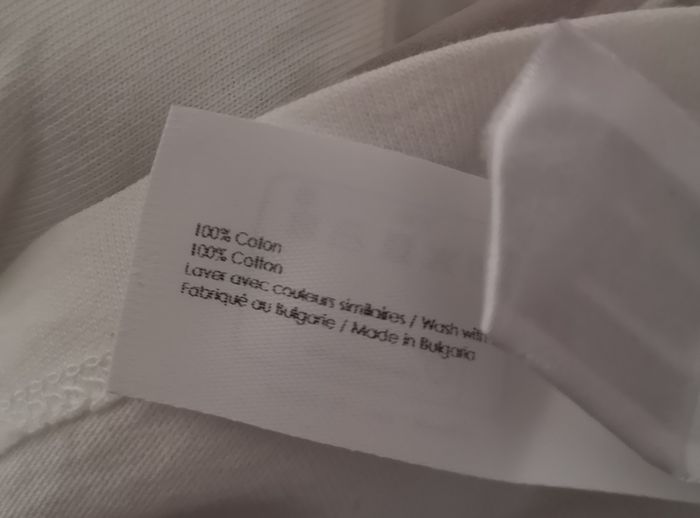 100% Coton
100% Cotton
Laver avec couleurs similaires / Wash with
Fabriqué au Bulgarie / Made in Bulgaria